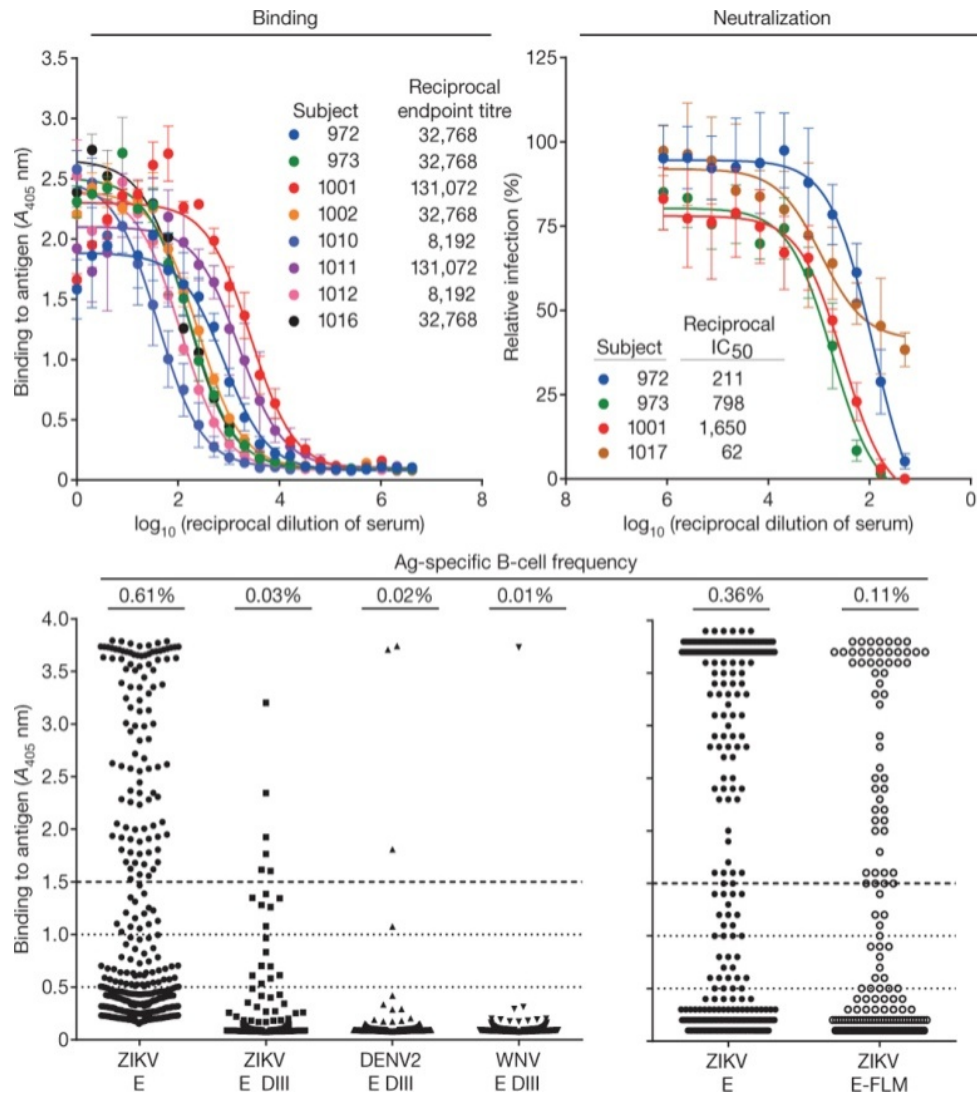 Binding
Neutralization
3.5
3.0
2.5
2.0
1.5
1.0
0.5
0
Binding to antigen (A405 nm)
Reciprocal
Subject endpoint titre
972 32,768
973 32,768
1001 131,072
1002 32,768
1010 8,192
1011 131,072
1012 8,192
1016 32,768
0 2 4 6 8
log10 (reciprocal dilution of serum)
125
100
75
50
25
0
Relative infection (%)
Reciprocal
Subject IC50
972 211
973 798
1001 1,650
1017 62
8 6 4 2 0
log10 (reciprocal dilution of serum)
Ag-specific B-cell frequency
0.61% 0.03% 0.02% 0.01% 0.36% 0.11%
4.0
3.5
3.0
2.5
2.0
1.5
1.0
0.5
0
Binding to antigen (A405 nm)
ZIKV ZIKV DENV2 WNV ZIKV ZIKV
E E DIII E DIII E DIII E E-FLM